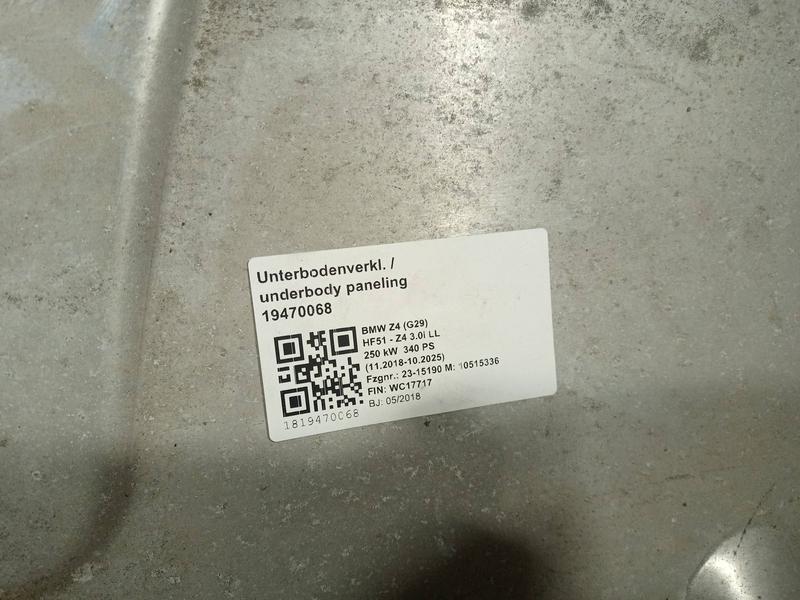 Unterbodenverkl. /
underbody paneling
19470068
BMW Z4 (G29)
HF51 - Z4 3.0i LL
250 kW 340 PS
(11.2018-10.2025)
Fzgnr.: 23-15190 M: 10515336
FIN: WC17717
BJ: 05/2018
1819470068